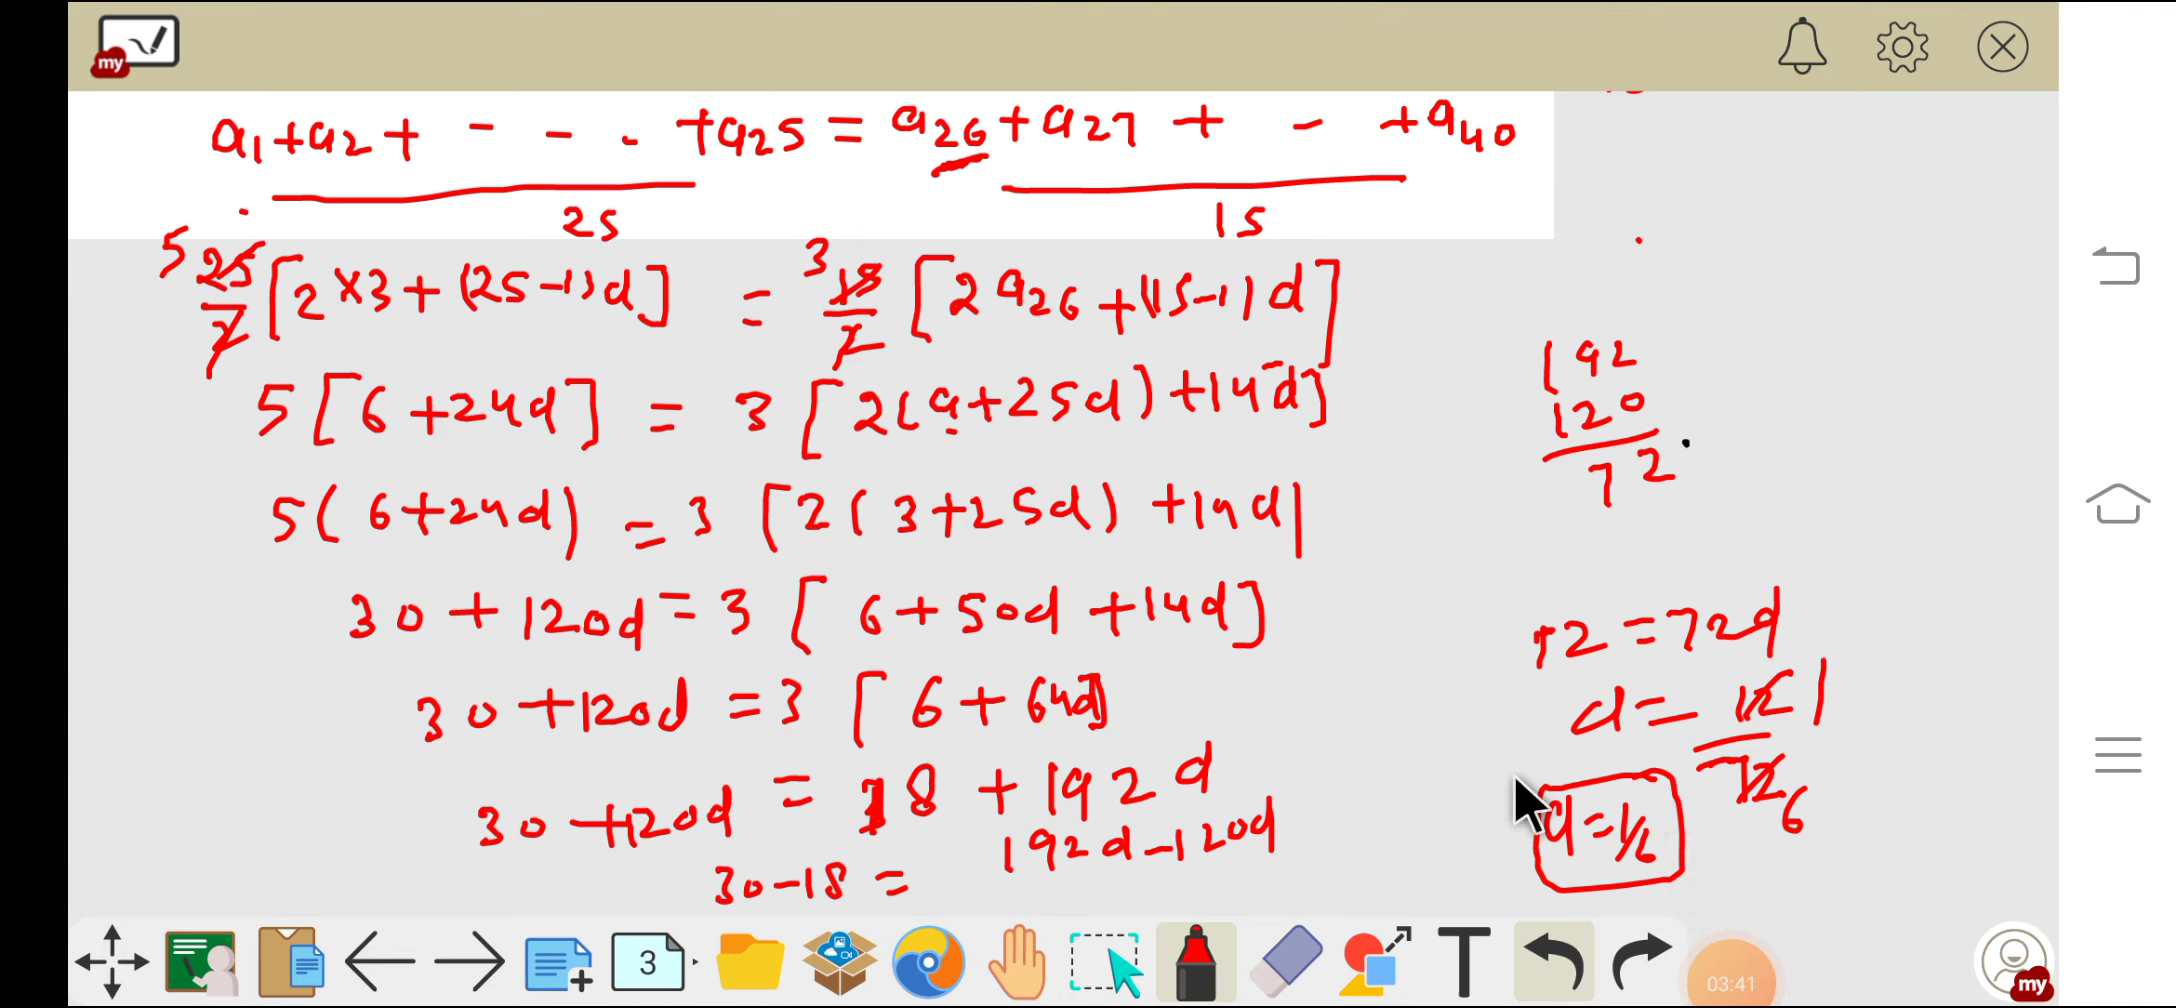 my
a1+a2+ - - . +a25 = a26+a27 + - +a40
25 15
5 25/2 [2×3+(25-1)d] = 3 15/2 [2a26+(15-1)d]
5[6+24d] = 3[2(a+25d)+14d]
5(6+24d) = 3[2(3+25d)+14d]
30+120d = 3[6+50d+14d]
30+120d = 3[6+64d]
30+120d = 18+192d
30-18 = 192d-120d
192
120
72
12=72d
d= 12/72 1
6
d=1/6
3
T
03:41
my